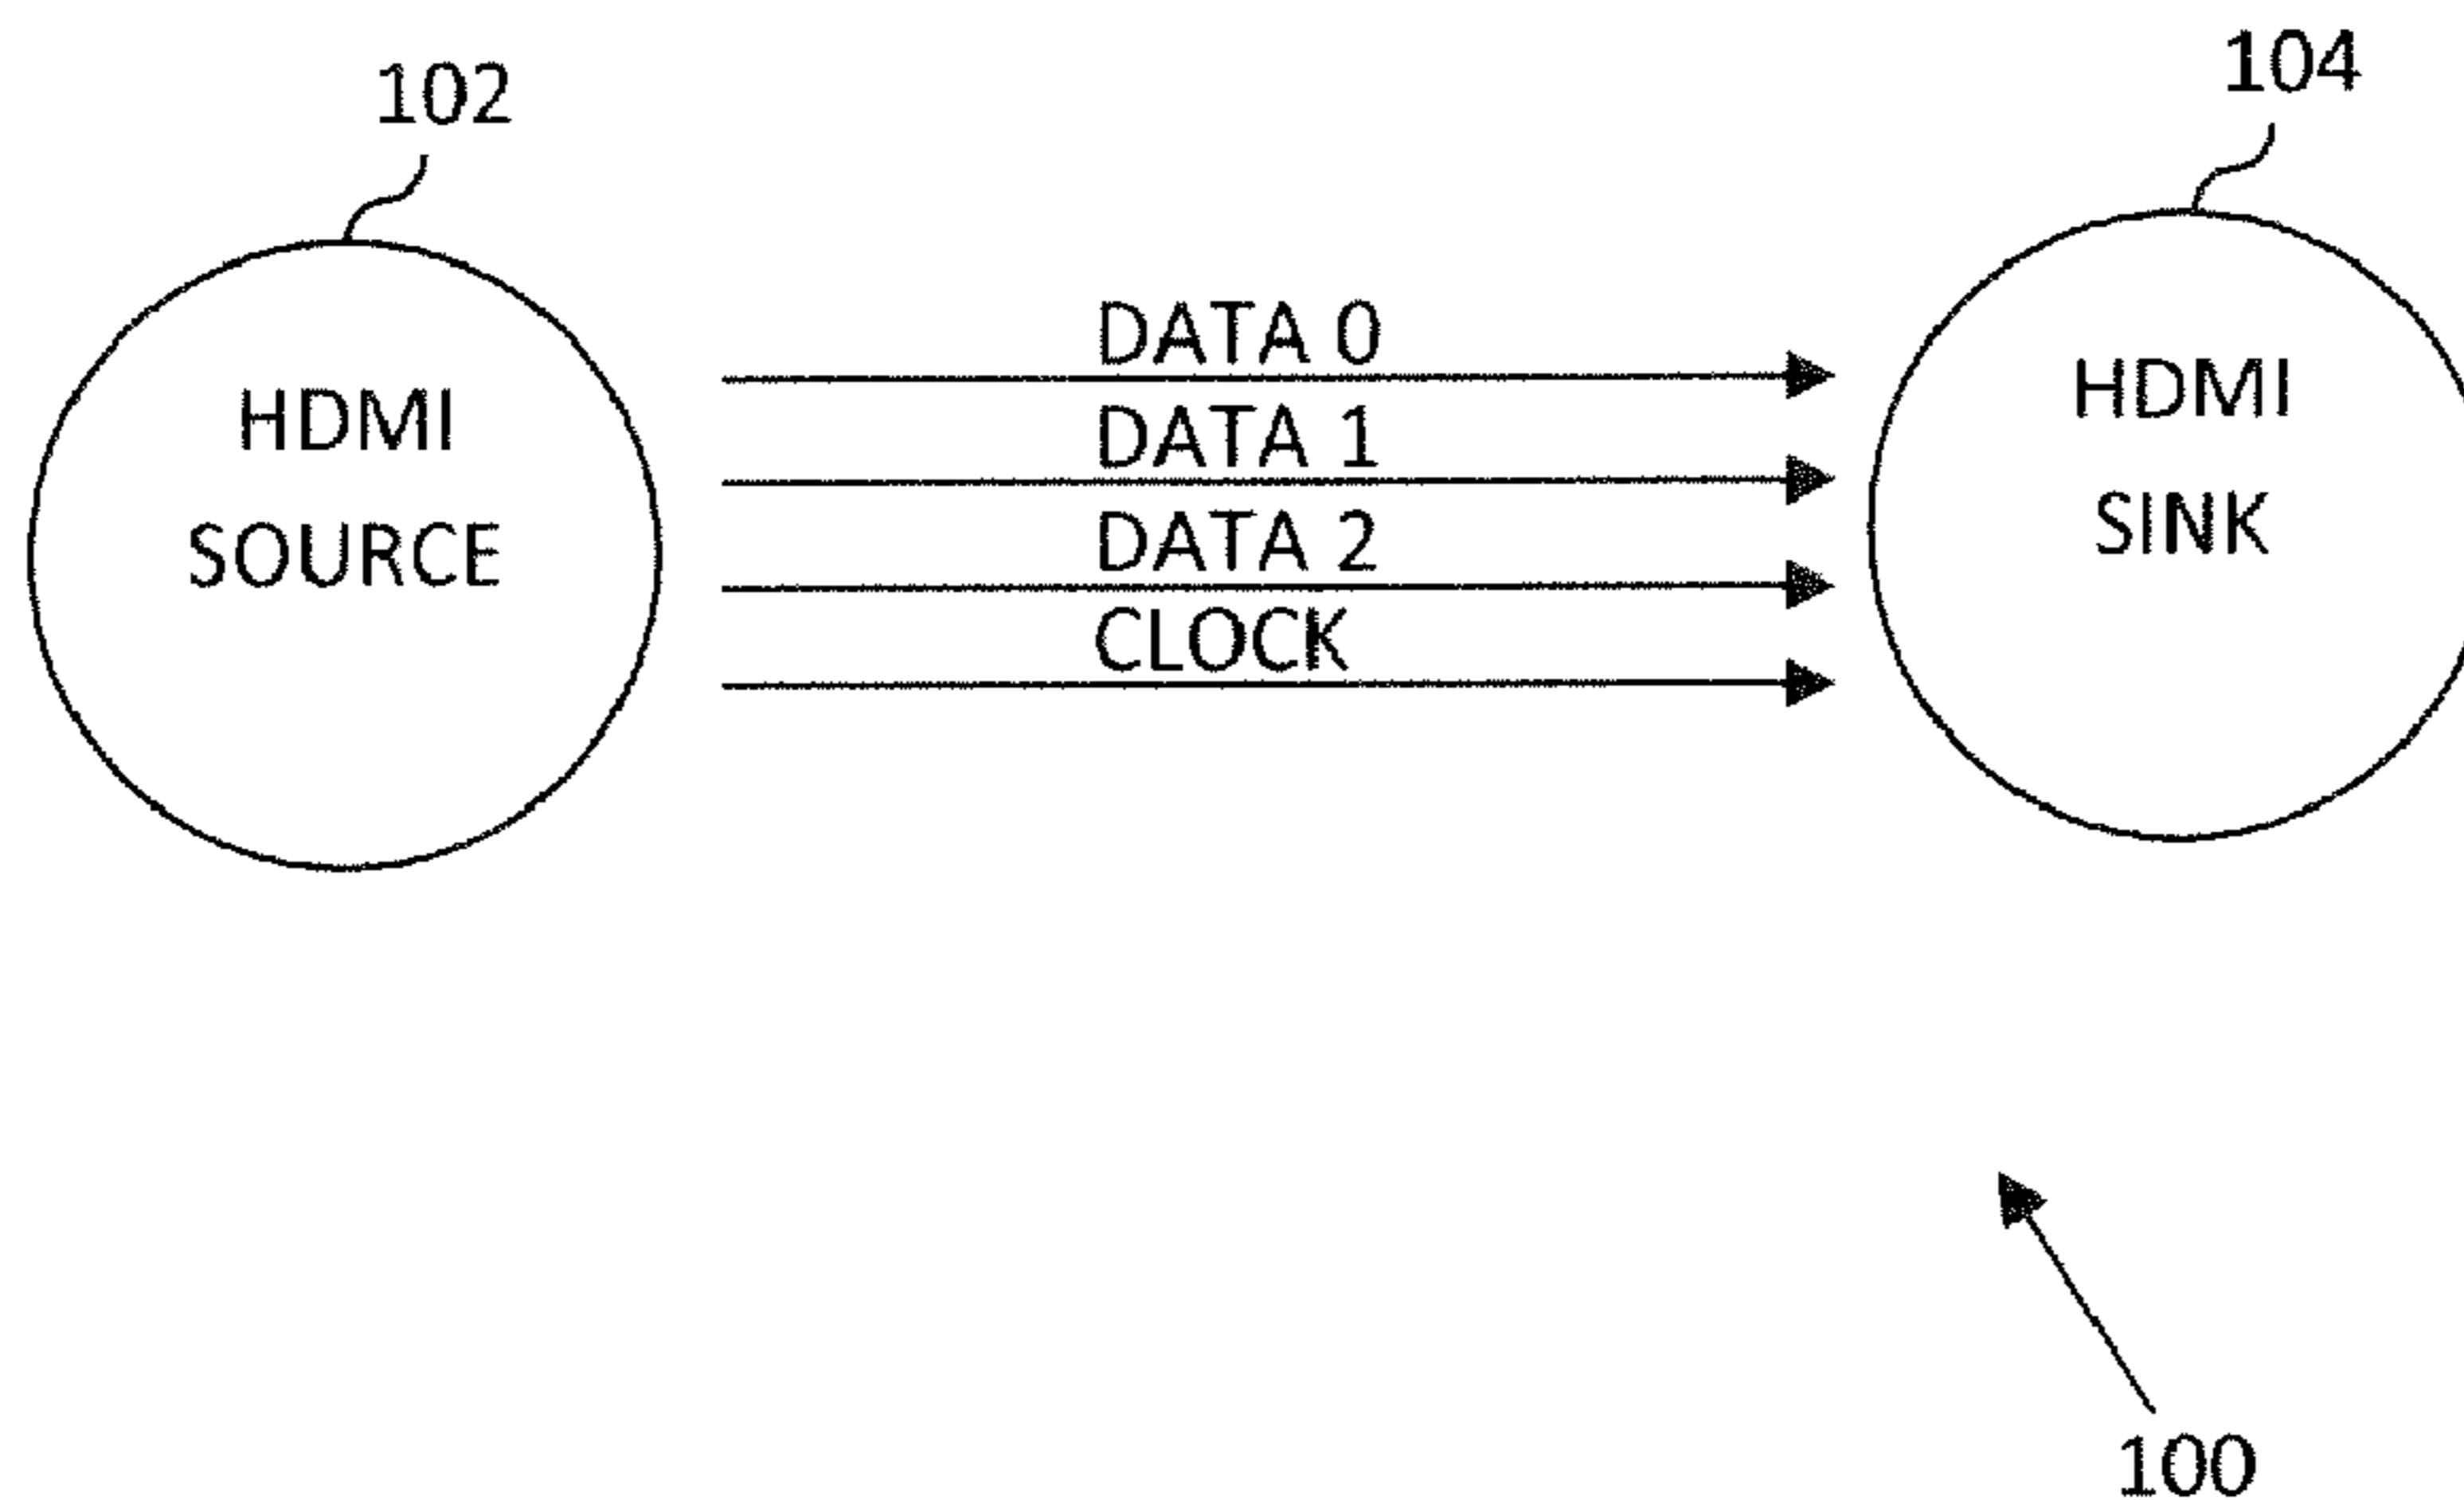 102
104
HDMI
SOURCE
DATA 0
DATA 1
DATA 2
CLOCK
HDMI
SINK
100